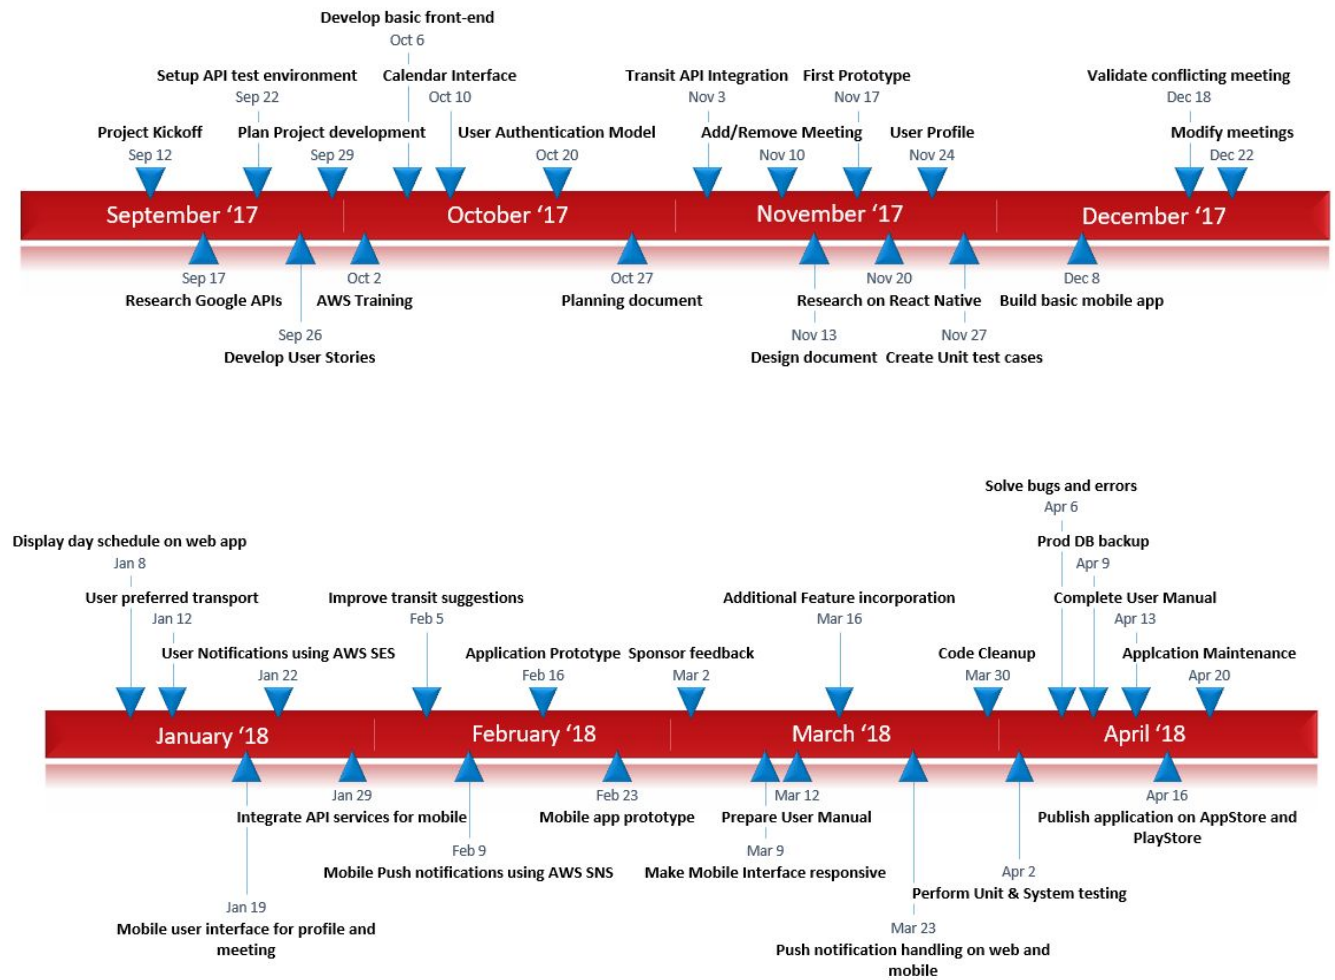 Develop basic front-end
Oct 6
Setup API test environment
Sep 22
Calendar Interface
Oct 10
Transit API Integration
Nov 3
First Prototype
Nov 17
Validate conflicting meeting
Dec 18
Project Kickoff
Sep 12
Plan Project development
Sep 29
User Authentication Model
Oct 20
Add/Remove Meeting
Nov 10
User Profile
Nov 24
Modify meetings
Dec 22
September ‘17
October ‘17
November ‘17
December ‘17
Sep 17
Research Google APIs
Oct 2
AWS Training
Oct 27
Planning document
Nov 20
Research on React Native
Dec 8
Build basic mobile app
Sep 26
Develop User Stories
Nov 13
Design document
Nov 27
Create Unit test cases
Solve bugs and errors
Apr 6
Display day schedule on web app
Jan 8
Prod DB backup
Apr 9
User preferred transport
Jan 12
Improve transit suggestions
Feb 5
Additional Feature incorporation
Mar 16
Complete User Manual
Apr 13
User Notifications using AWS SES
Jan 22
Application Prototype
Feb 16
Sponsor feedback
Mar 2
Code Cleanup
Mar 30
Applcation Maintenance
Apr 20
January ‘18
February ‘18
March ‘18
April ‘18
Jan 29
Integrate API services for mobile
Feb 23
Mobile app prototype
Mar 12
Prepare User Manual
Apr 16
Publish application on AppStore and
PlayStore
Feb 9
Mobile Push notifications using AWS SNS
Mar 9
Make Mobile Interface responsive
Apr 2
Perform Unit & System testing
Jan 19
Mobile user interface for profile and
meeting
Mar 23
Push notification handling on web and
mobile